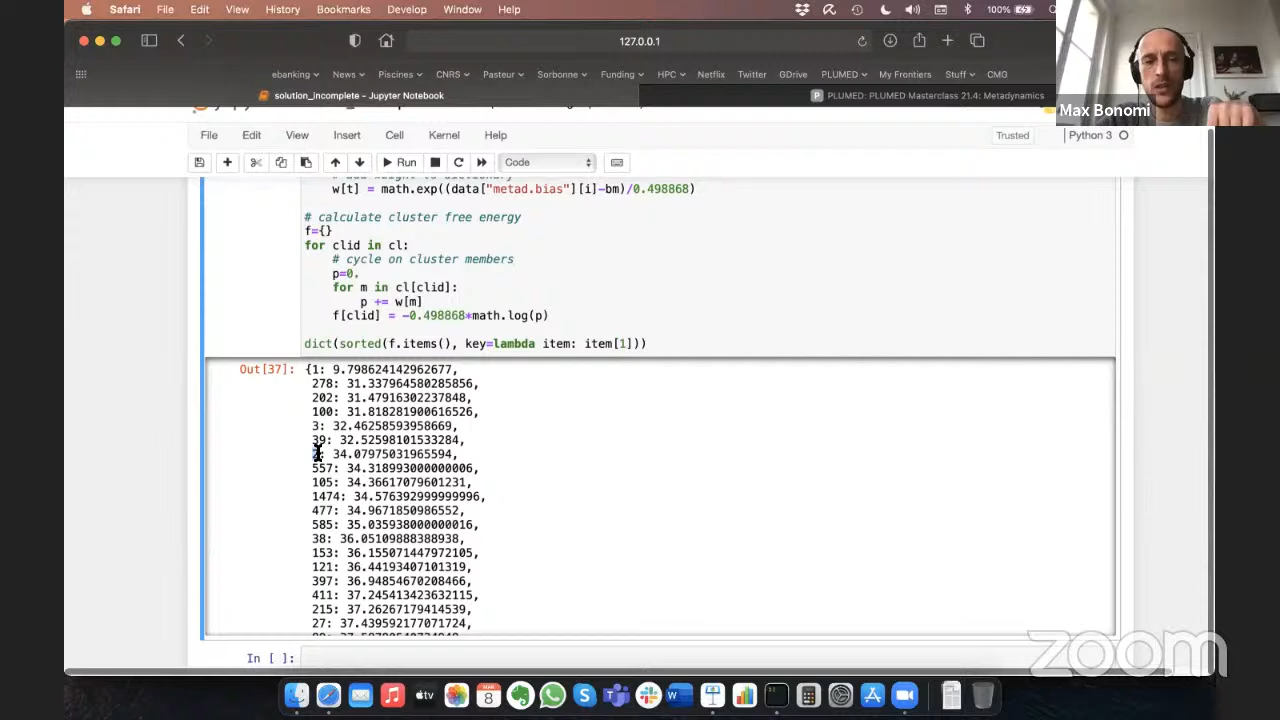 Safari File Edit View History Bookmarks Develop Window Help 100%
127.0.0.1
ebanking News Piscines CNRS Pasteur Sorbonne Funding HPC Netflix Twitter GDrive PLUMED My Frontiers Stuff CMG
solution_incomplete - Jupyter Notebook
P PLUMED: PLUMED Masterclass 21.4: Metadynamics
Max Bonomi
File Edit View Insert Cell Kernel Help Trusted Python 3
Run Code
w[t] = math.exp((data["metad.bias"][i]-bm)/0.498868)
# calculate cluster free energy
f={}
for clid in cl:
# cycle on cluster members
p=0.
for m in cl[clid]:
p += w[m]
f[clid] = -0.498868*math.log(p)
dict(sorted(f.items(), key=lambda item: item[1]))
Out[37]: {1: 9.798624142962677,
278: 31.337964580285856,
202: 31.47916302237848,
100: 31.818281900616526,
3: 32.46258593958669,
39: 32.52598101533284,
2: 34.07975031965594,
557: 34.318993000000006,
105: 34.36617079601231,
1474: 34.576392999999996,
477: 34.9671850986552,
585: 35.035938000000016,
38: 36.05109888388938,
153: 36.155071447972105,
121: 36.44193407101319,
397: 36.94854670208466,
411: 37.245413423632115,
215: 37.26267179414539,
27: 37.439592177071724,
In [ ]:
zoom
tv
MAR
8